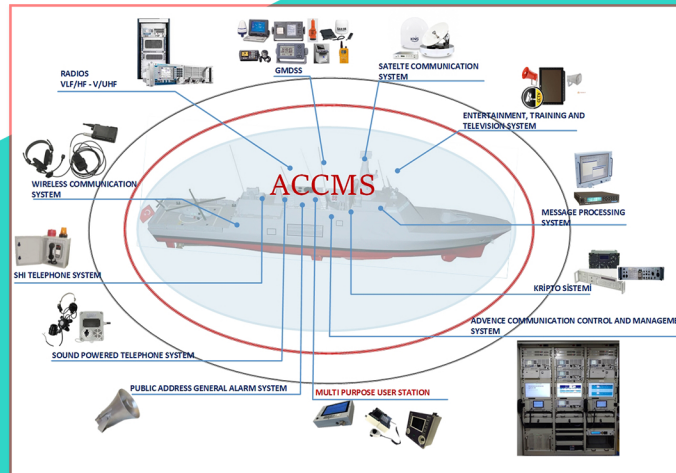 GMDSS
SATELTE COMMUNICATION
SYSTEM
RADIOS
VLF/HF - V/UHF
ENTERTAINMENT, TRAINING AND
TELEVISION SYSTEM
ACCMS
WIRELESS COMMUNICATION
SYSTEM
MESSAGE PROCESSING
SYSTEM
SHI TELEPHONE SYSTEM
KRİPTO SİSTEMİ
ADVENCE COMMUNICATION CONTROL AND MANAGEME
SYSTEM
SOUND POWERED TELEPHONE SYSTEM
PUBLIC ADDRESS GENERAL ALARM SYSTEM
MULTI PURPOSE USER STATION